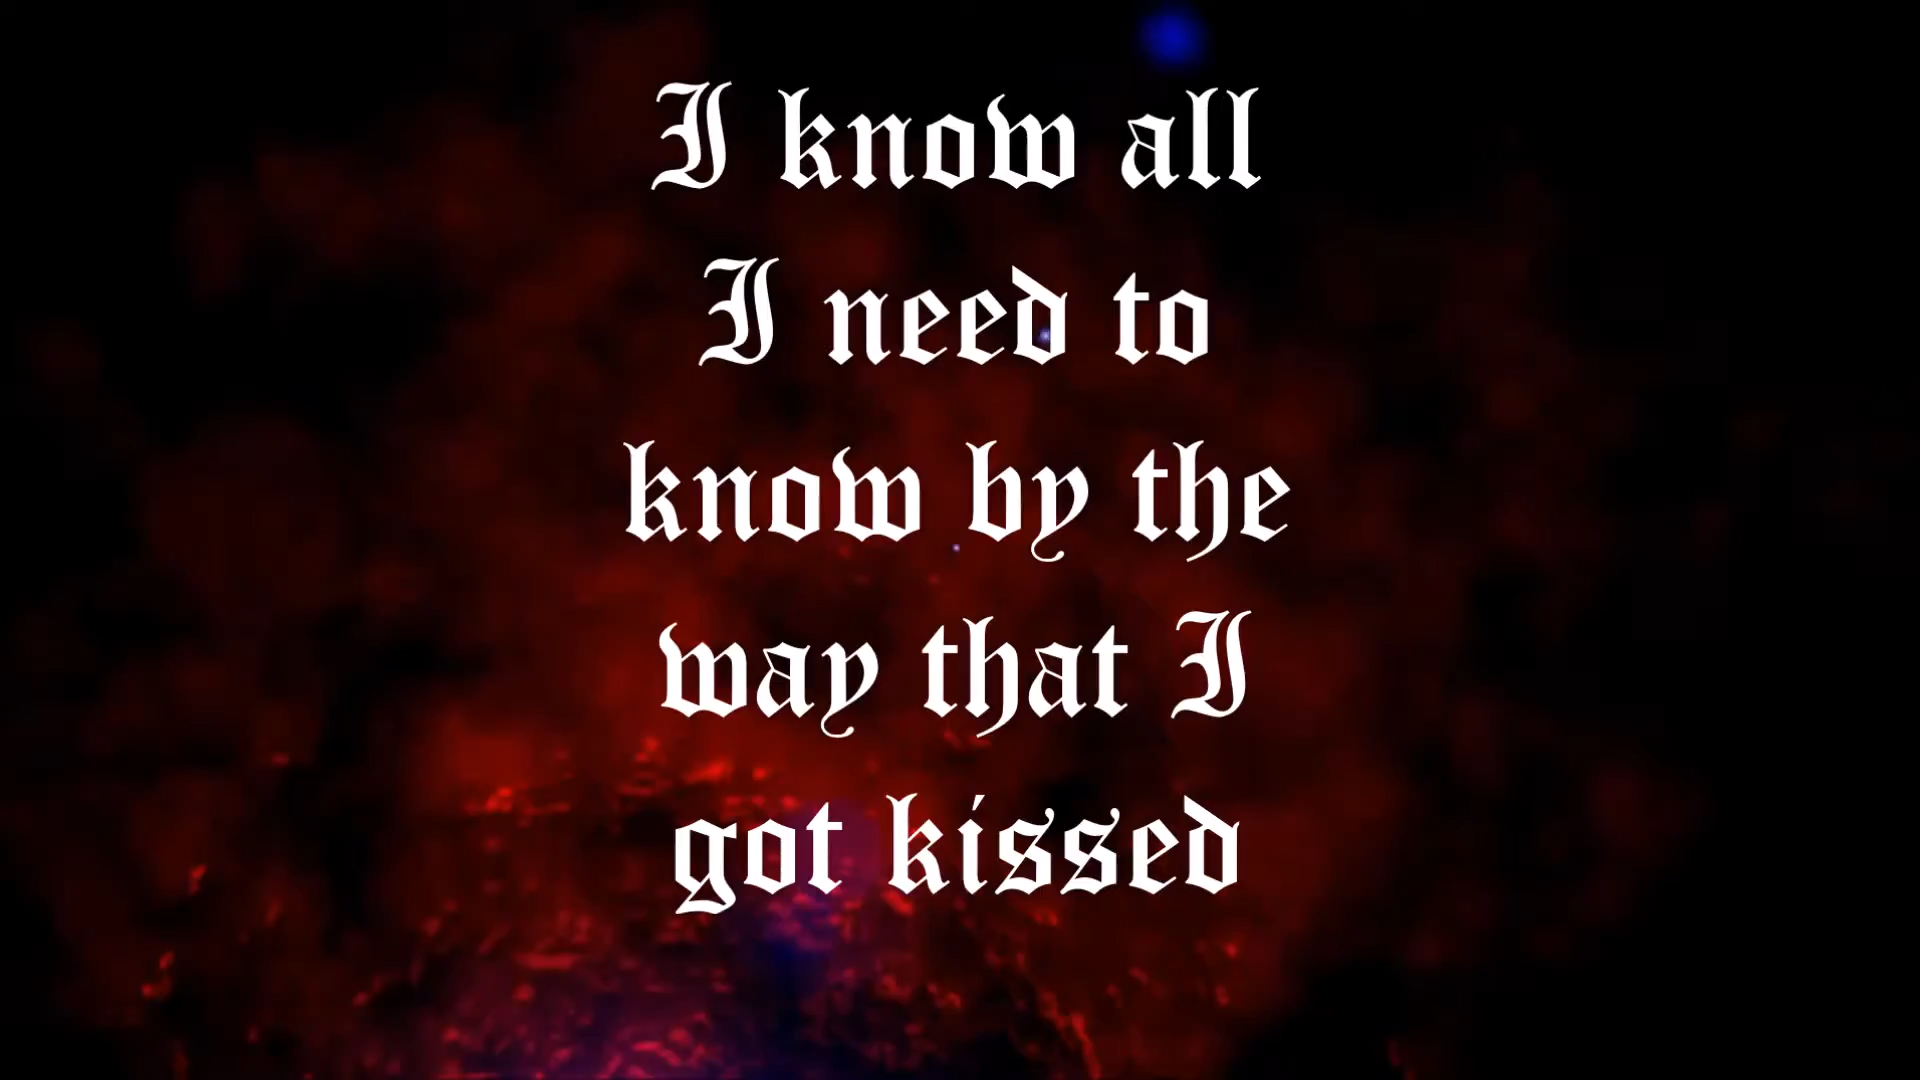 I know all
I need to
know by the
way that I
got kissed